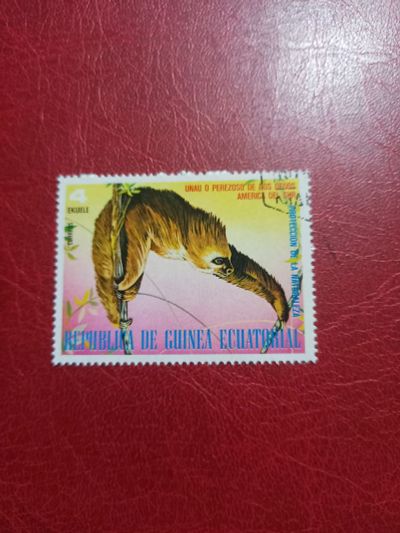 4
EKUELE
UNAU O PEREZOSO DE DOS DEDOS
AMERICA DEL SUR
PROTECCION DE LA NATURALEZA
REPUBLICA DE GUINEA ECUATORIAL